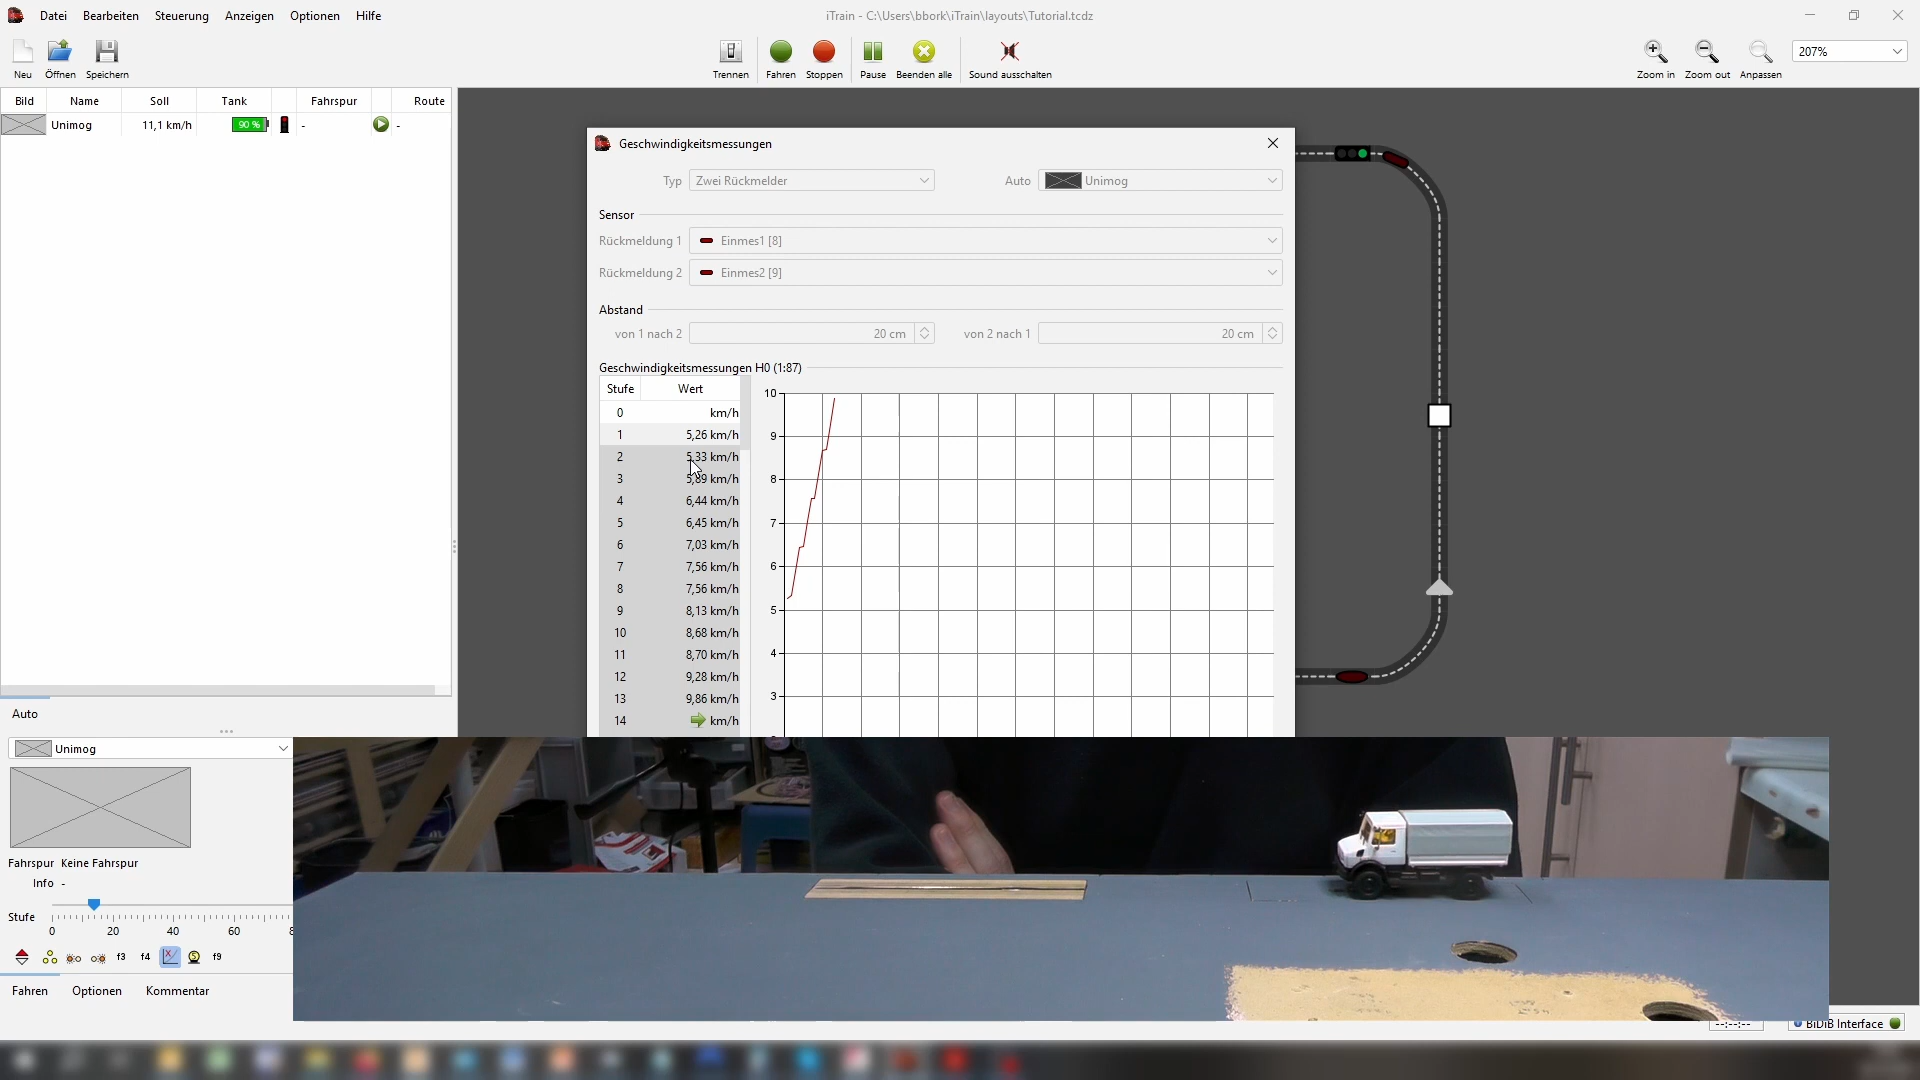 Datei Bearbeiten Steuerung Anzeigen Optionen Hilfe
iTrain - C:\Users\bbork\iTrain\layouts\Tutorial.tcdz
Neu Öffnen Speichern Trennen Fahren Stoppen Pause Beenden alle Sound ausschalten Zoom in Zoom out Anpassen
207%
Bild Name Soll Tank Fahrspur Route
Unimog 11,1 km/h 90 % - -
Geschwindigkeitsmessungen
Typ Zwei Rückmelder Auto Unimog
Sensor
Rückmeldung 1 Einmes1 [8]
Rückmeldung 2 Einmes2 [9]
Abstand
von 1 nach 2 20 cm von 2 nach 1 20 cm
Geschwindigkeitsmessungen H0 (1:87)
Stufe Wert
0 km/h
1 5,26 km/h
2 5,33 km/h
3 5,89 km/h
4 6,44 km/h
5 6,45 km/h
6 7,03 km/h
7 7,56 km/h
8 7,56 km/h
9 8,13 km/h
10 8,68 km/h
11 8,70 km/h
12 9,28 km/h
13 9,86 km/h
14 km/h
10
9
8
7
6
5
4
3
Auto
Unimog
Fahrspur Keine Fahrspur
Info -
Stufe
0 20 40 60
f3 f4 f9
Fahren Optionen Kommentar
--:--:-- BiDiB Interface